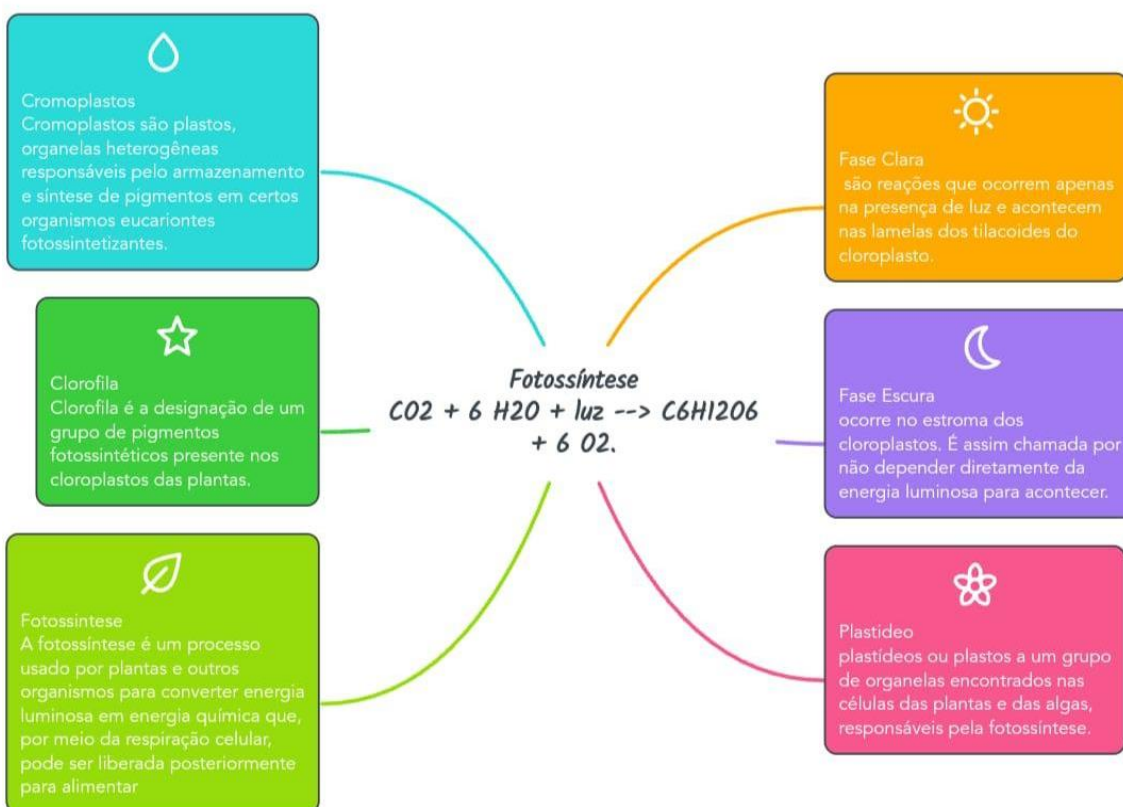 Cromoplastos
Cromoplastos são plastos,
organelas heterogêneas
responsáveis pelo armazenamento
e síntese de pigmentos em certos
organismos eucariontes
fotossintetizantes.
Clorofila
Clorofila é a designação de um
grupo de pigmentos
fotossintéticos presente nos
cloroplastos das plantas.
Fotossintese
A fotossíntese é um processo
usado por plantas e outros
organismos para converter energia
luminosa em energia química que,
por meio da respiração celular,
pode ser liberada posteriormente
para alimentar
Fotossíntese
CO2 + 6 H2O + luz --> C6H12O6
+ 6 O2.
Fase Clara
são reações que ocorrem apenas
na presença de luz e acontecem
nas lamelas dos tilacoides do
cloroplasto.
Fase Escura
ocorre no estroma dos
cloroplastos. É assim chamada por
não depender diretamente da
energia luminosa para acontecer.
Plastideo
plastídeos ou plastos a um grupo
de organelas encontrados nas
células das plantas e das algas,
responsáveis pela fotossíntese.